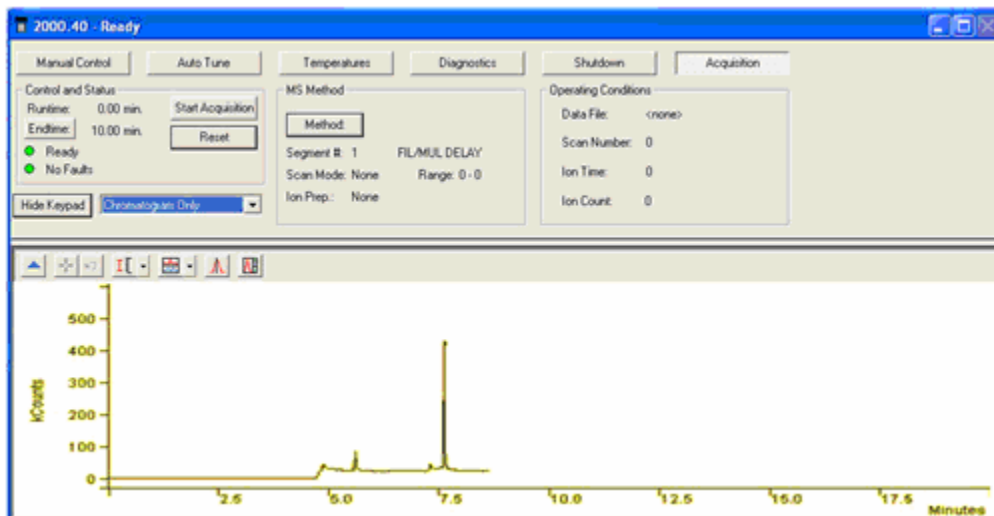 2000.40 - Ready
Manual Control Auto Tune Temperatures Diagnostics Shutdown Acquisition
Control and Status
Runtime: 0.00 min. Start Acquisition
Endtime: 10.00 min. Reset
Ready
No Faults
Hide Keypad Chromatogram Only
MS Method
Method:
Segment #: 1 FIL/MUL DELAY
Scan Mode: None Range: 0 - 0
Ion Prep.: None
Operating Conditions
Data File: <none>
Scan Number: 0
Ion Time: 0
Ion Count: 0
500
400
300
200
100
0
kCounts
2.5 5.0 7.5 10.0 12.5 15.0 17.5
Minutes